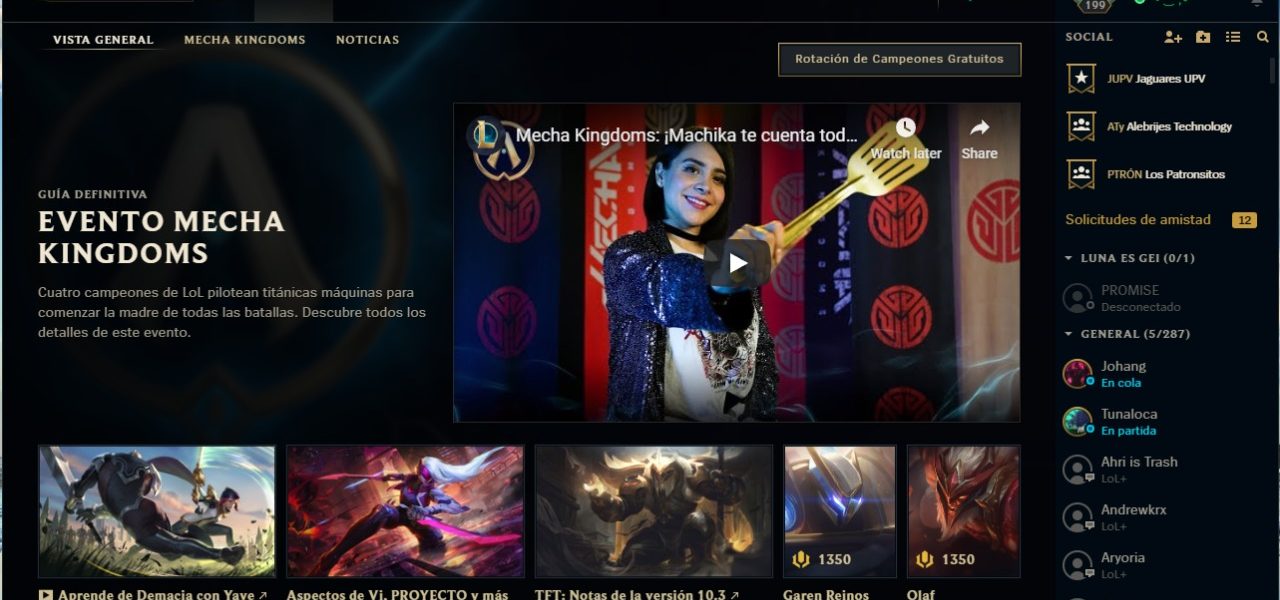 199
VISTA GENERAL
MECHA KINGDOMS
NOTICIAS
Rotación de Campeones Gratuitos
GUÍA DEFINITIVA
EVENTO MECHA
KINGDOMS
Cuatro campeones de LoL pilotean titánicas máquinas para
comenzar la madre de todas las batallas. Descubre todos los
detalles de este evento.
Mecha Kingdoms: ¡Machika te cuenta tod...
Watch later
Share
MECHA
Aprende de Demacia con Yave
Aspectos de Vi, PROYECTO y más
TFT: Notas de la versión 10.3
1350
Garen Reinos
1350
Olaf
SOCIAL
JUPV Jaguares UPV
ATy Alebrijes Technology
PTRÓN Los Patronsitos
Solicitudes de amistad 12
LUNA ES GEI (0/1)
PROMISE
Desconectado
GENERAL (5/287)
Johang
En cola
Tunaloca
En partida
Ahri is Trash
LoL+
Andrewkrx
LoL+
Aryoria
LoL+